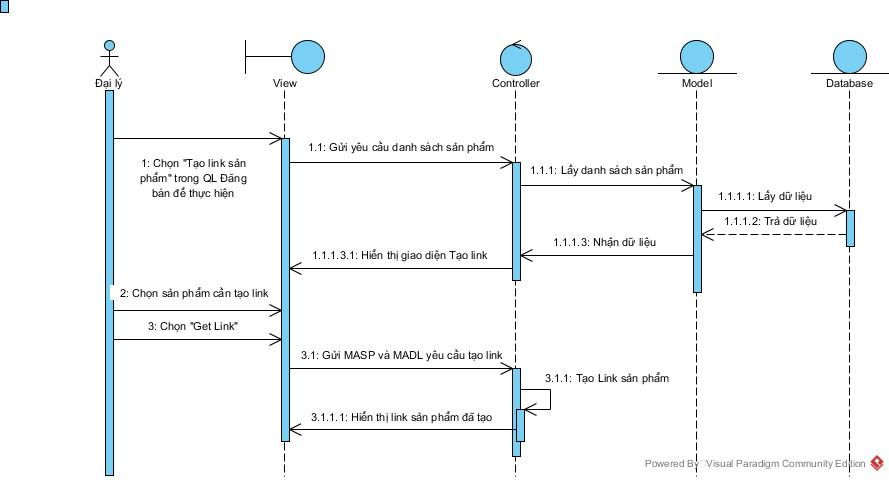 Đại lý
View
Controller
Model
Database
1: Chọn "Tạo link sản
phẩm" trong QL Đăng
bán để thực hiện
1.1: Gửi yêu cầu danh sách sản phẩm
1.1.1: Lấy danh sách sản phẩm
1.1.1.1: Lấy dữ liệu
1.1.1.2: Trả dữ liệu
1.1.1.3: Nhận dữ liệu
1.1.1.3.1: Hiển thị giao diện Tạo link
2: Chọn sản phẩm cần tạo link
3: Chọn "Get Link"
3.1: Gửi MASP và MADL yêu cầu tạo link
3.1.1: Tạo Link sản phẩm
3.1.1.1: Hiển thị link sản phẩm đã tạo
Powered By Visual Paradigm Community Edition